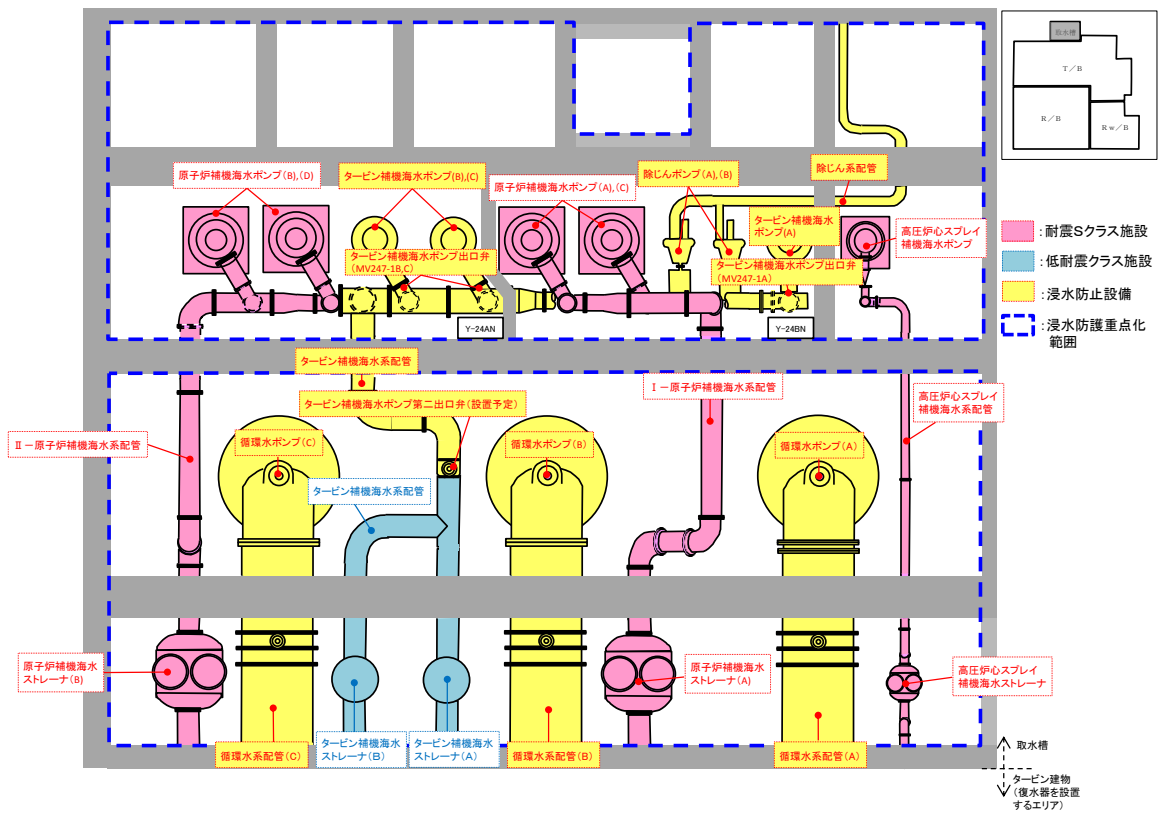 取水槽
T/B
R/B
Rw/B
原子炉補機海水ポンプ(B),(D)
タービン補機海水ポンプ(B),(C)
原子炉補機海水ポンプ(A),(C)
除じんポンプ(A),(B)
除じん系配管
タービン補機海水
ポンプ(A)
高圧炉心スプレイ
補機海水ポンプ
タービン補機海水ポンプ出口弁
(MV247-1B,C)
タービン補機海水ポンプ出口弁
(MV247-1A)
Y-24AN
Y-24BN
:耐震Sクラス施設
:低耐震クラス施設
:浸水防止設備
:浸水防護重点化
範囲
タービン補機海水系配管
Ⅰ-原子炉補機海水系配管
高圧炉心スプレイ
補機海水系配管
タービン補機海水ポンプ第二出口弁(設置予定)
Ⅱ-原子炉補機海水系配管
循環水ポンプ(C)
循環水ポンプ(B)
循環水ポンプ(A)
タービン補機海水系配管
原子炉補機海水
ストレーナ(B)
原子炉補機海水
ストレーナ(A)
高圧炉心スプレイ
補機海水ストレーナ
循環水系配管(C)
タービン補機海水
ストレーナ(B)
タービン補機海水
ストレーナ(A)
循環水系配管(B)
循環水系配管(A)
取水槽
タービン建物
(復水器を設置
するエリア)